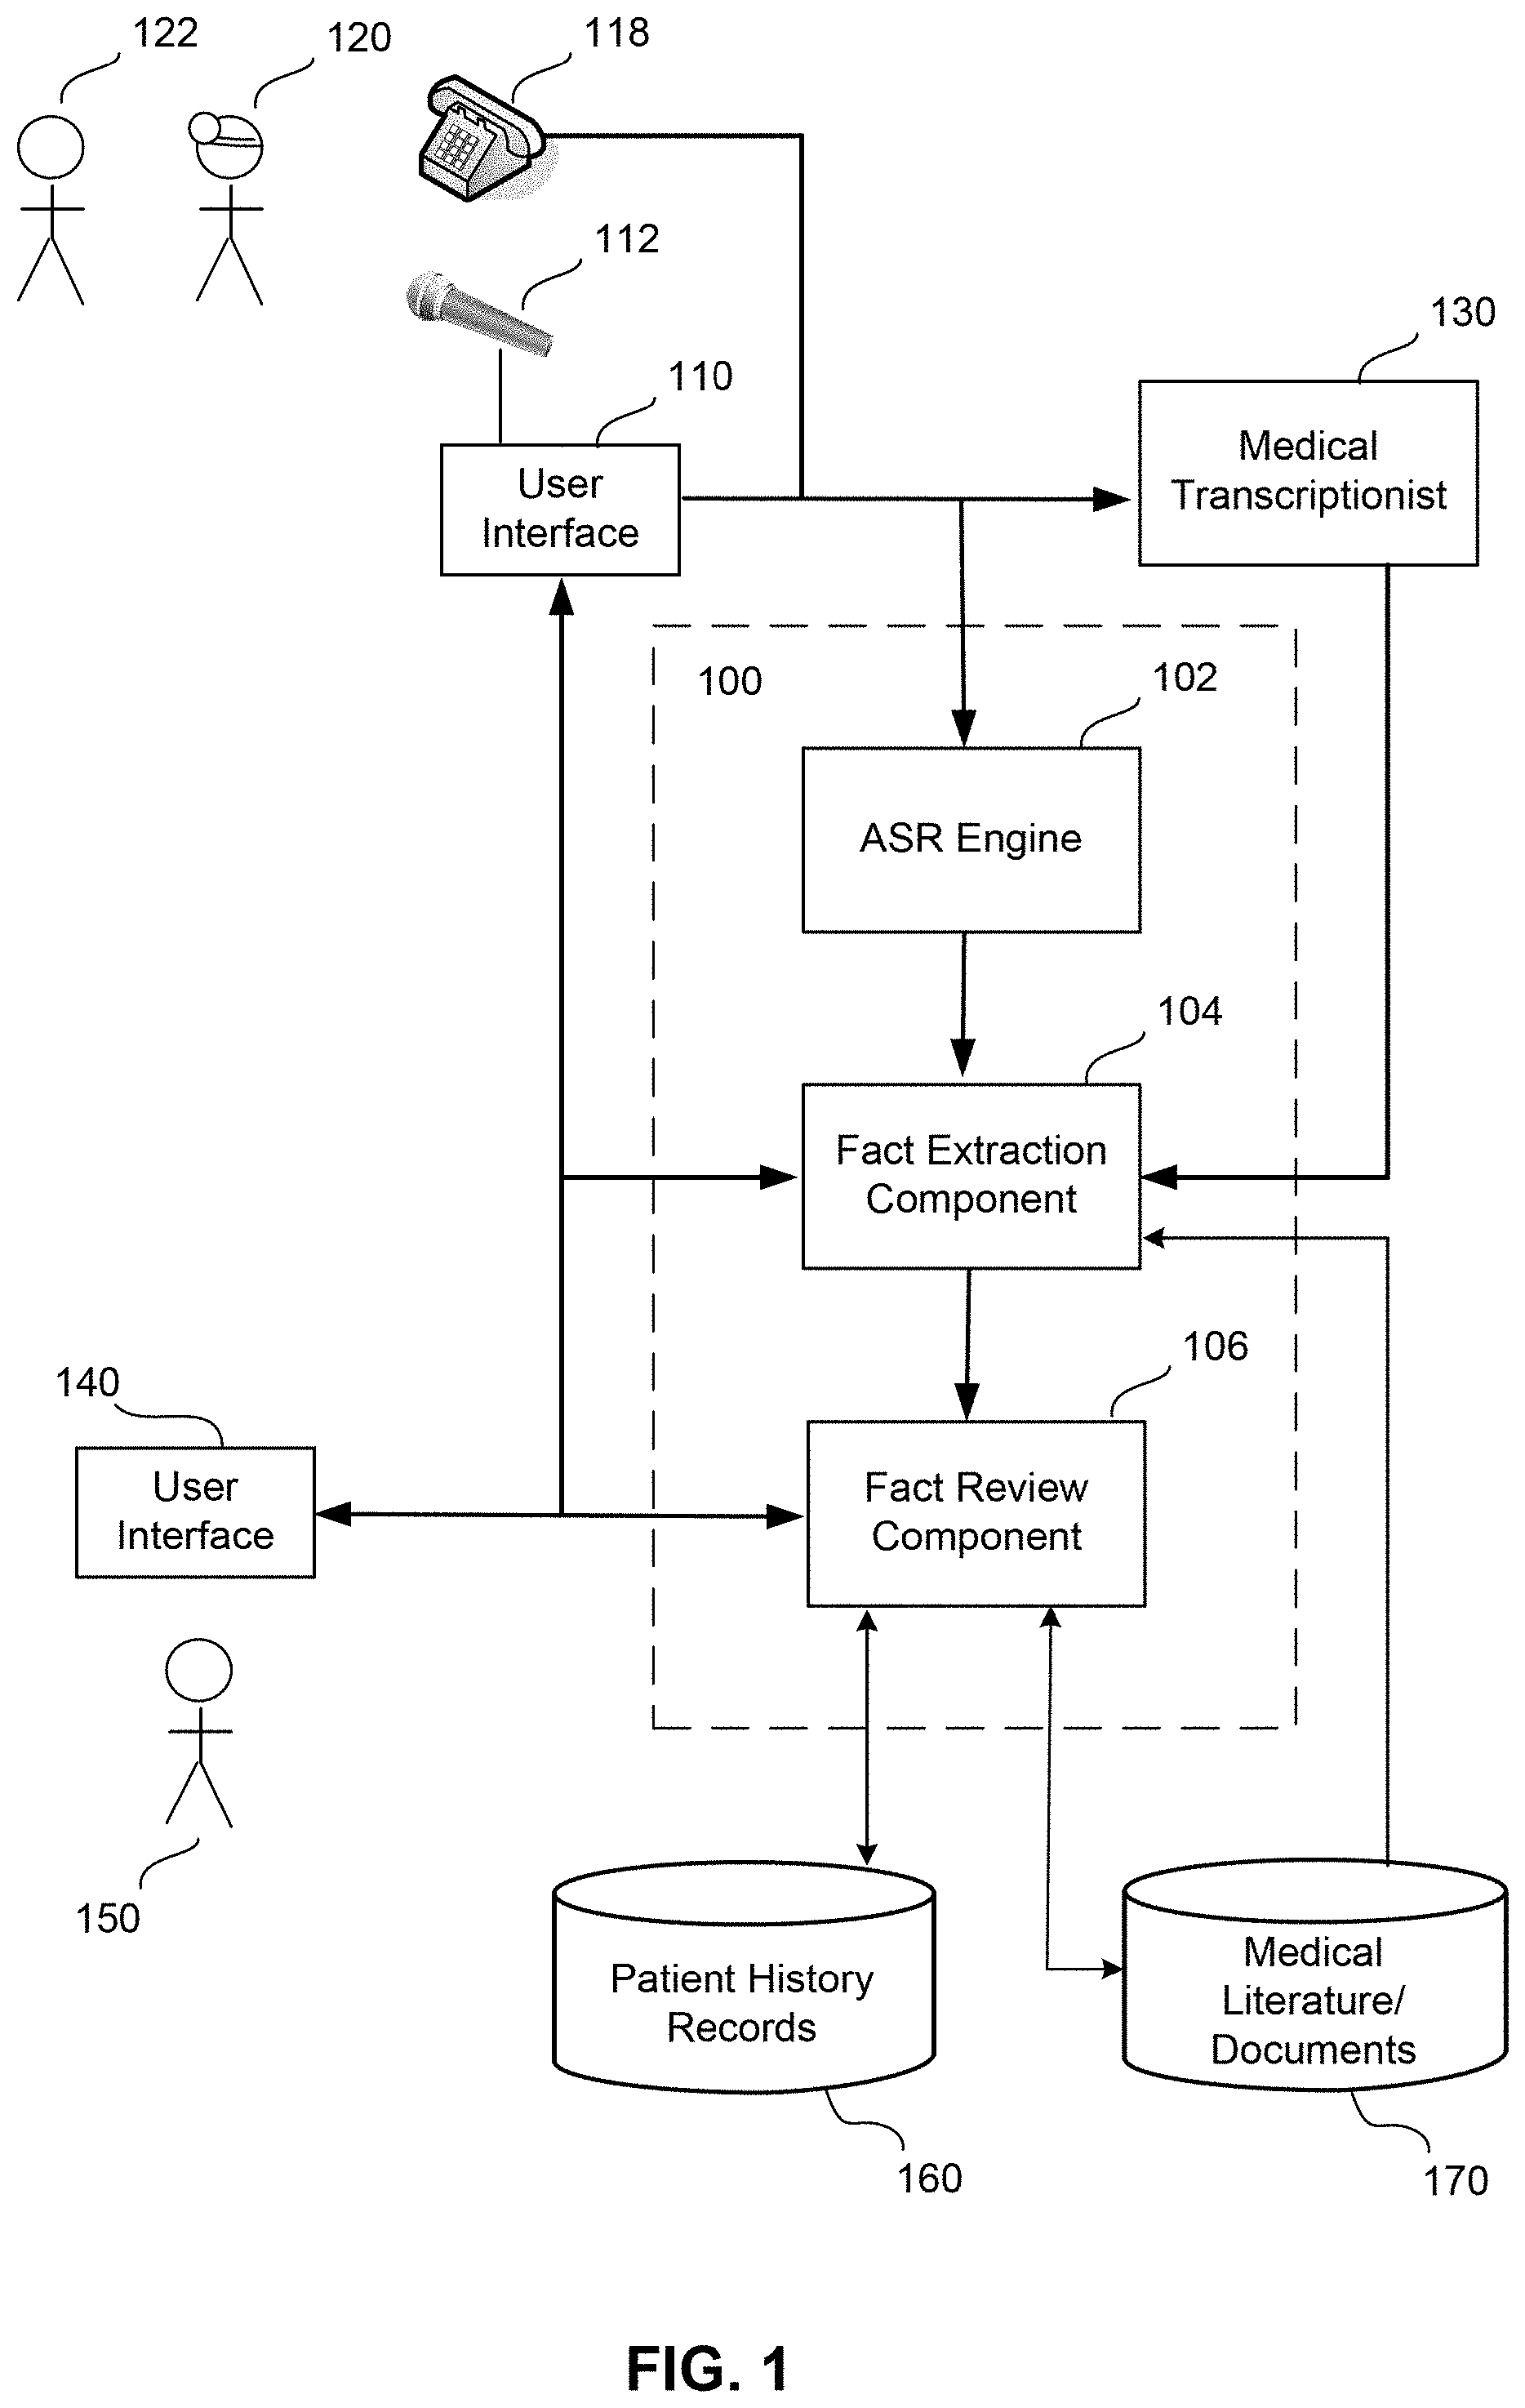 122
120
118
112
130
110
User
Interface
Medical
Transcriptionist
100
102
ASR Engine
104
Fact Extraction
Component
106
140
User
Interface
Fact Review
Component
150
Patient History
Records
Medical
Literature/
Documents
160
170
FIG. 1